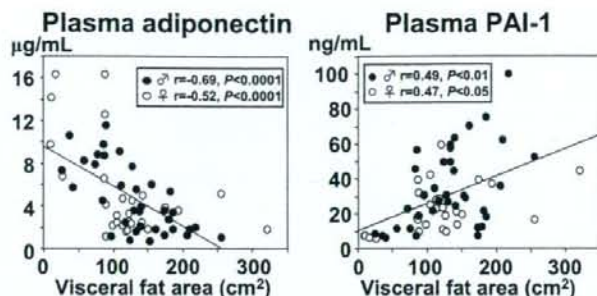 Plasma adiponectin
µg/mL
16
12
8
4
0
● ♂ r=-0.69, P<0.0001
○ ♀ r=-0.52, P<0.0001
0 100 200 300
Visceral fat area (cm²)
Plasma PAI-1
ng/mL
100
80
60
40
20
0
● ♂ r=0.49, P<0.01
○ ♀ r=0.47, P<0.05
0 100 200 300
Visceral fat area (cm²)